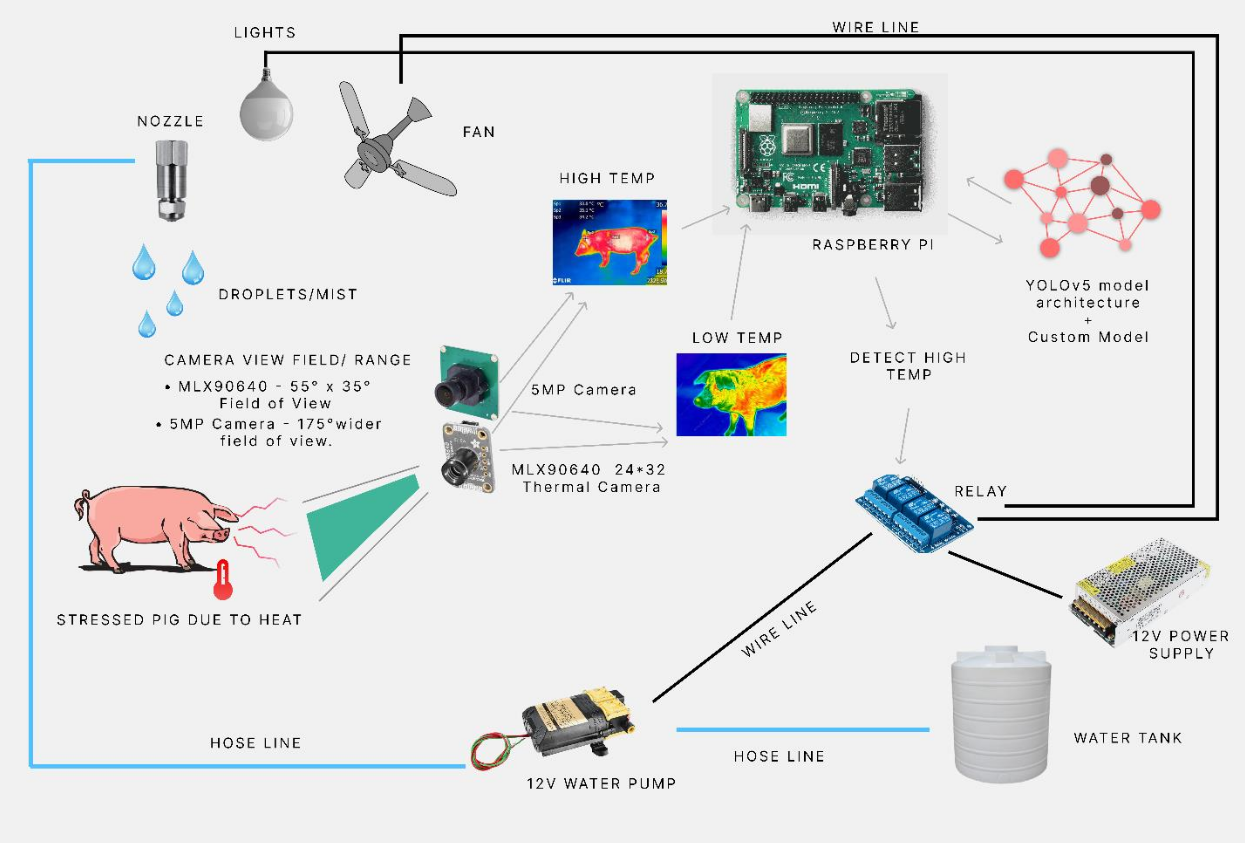 LIGHTS
WIRE LINE
NOZZLE
FAN
HIGH TEMP
FLIR
HDMI
RASPBERRY PI
DROPLETS/MIST
YOLOv5 model
architecture
+
Custom Model
LOW TEMP
CAMERA VIEW FIELD/ RANGE
• MLX90640 - 55° x 35°
Field of View
• 5MP Camera - 175°wider
field of view.
5MP Camera
DETECT HIGH
TEMP
MLX90640 24*32
Thermal Camera
RELAY
STRESSED PIG DUE TO HEAT
WIRE LINE
12V POWER
SUPPLY
HOSE LINE
HOSE LINE
WATER TANK
12V WATER PUMP